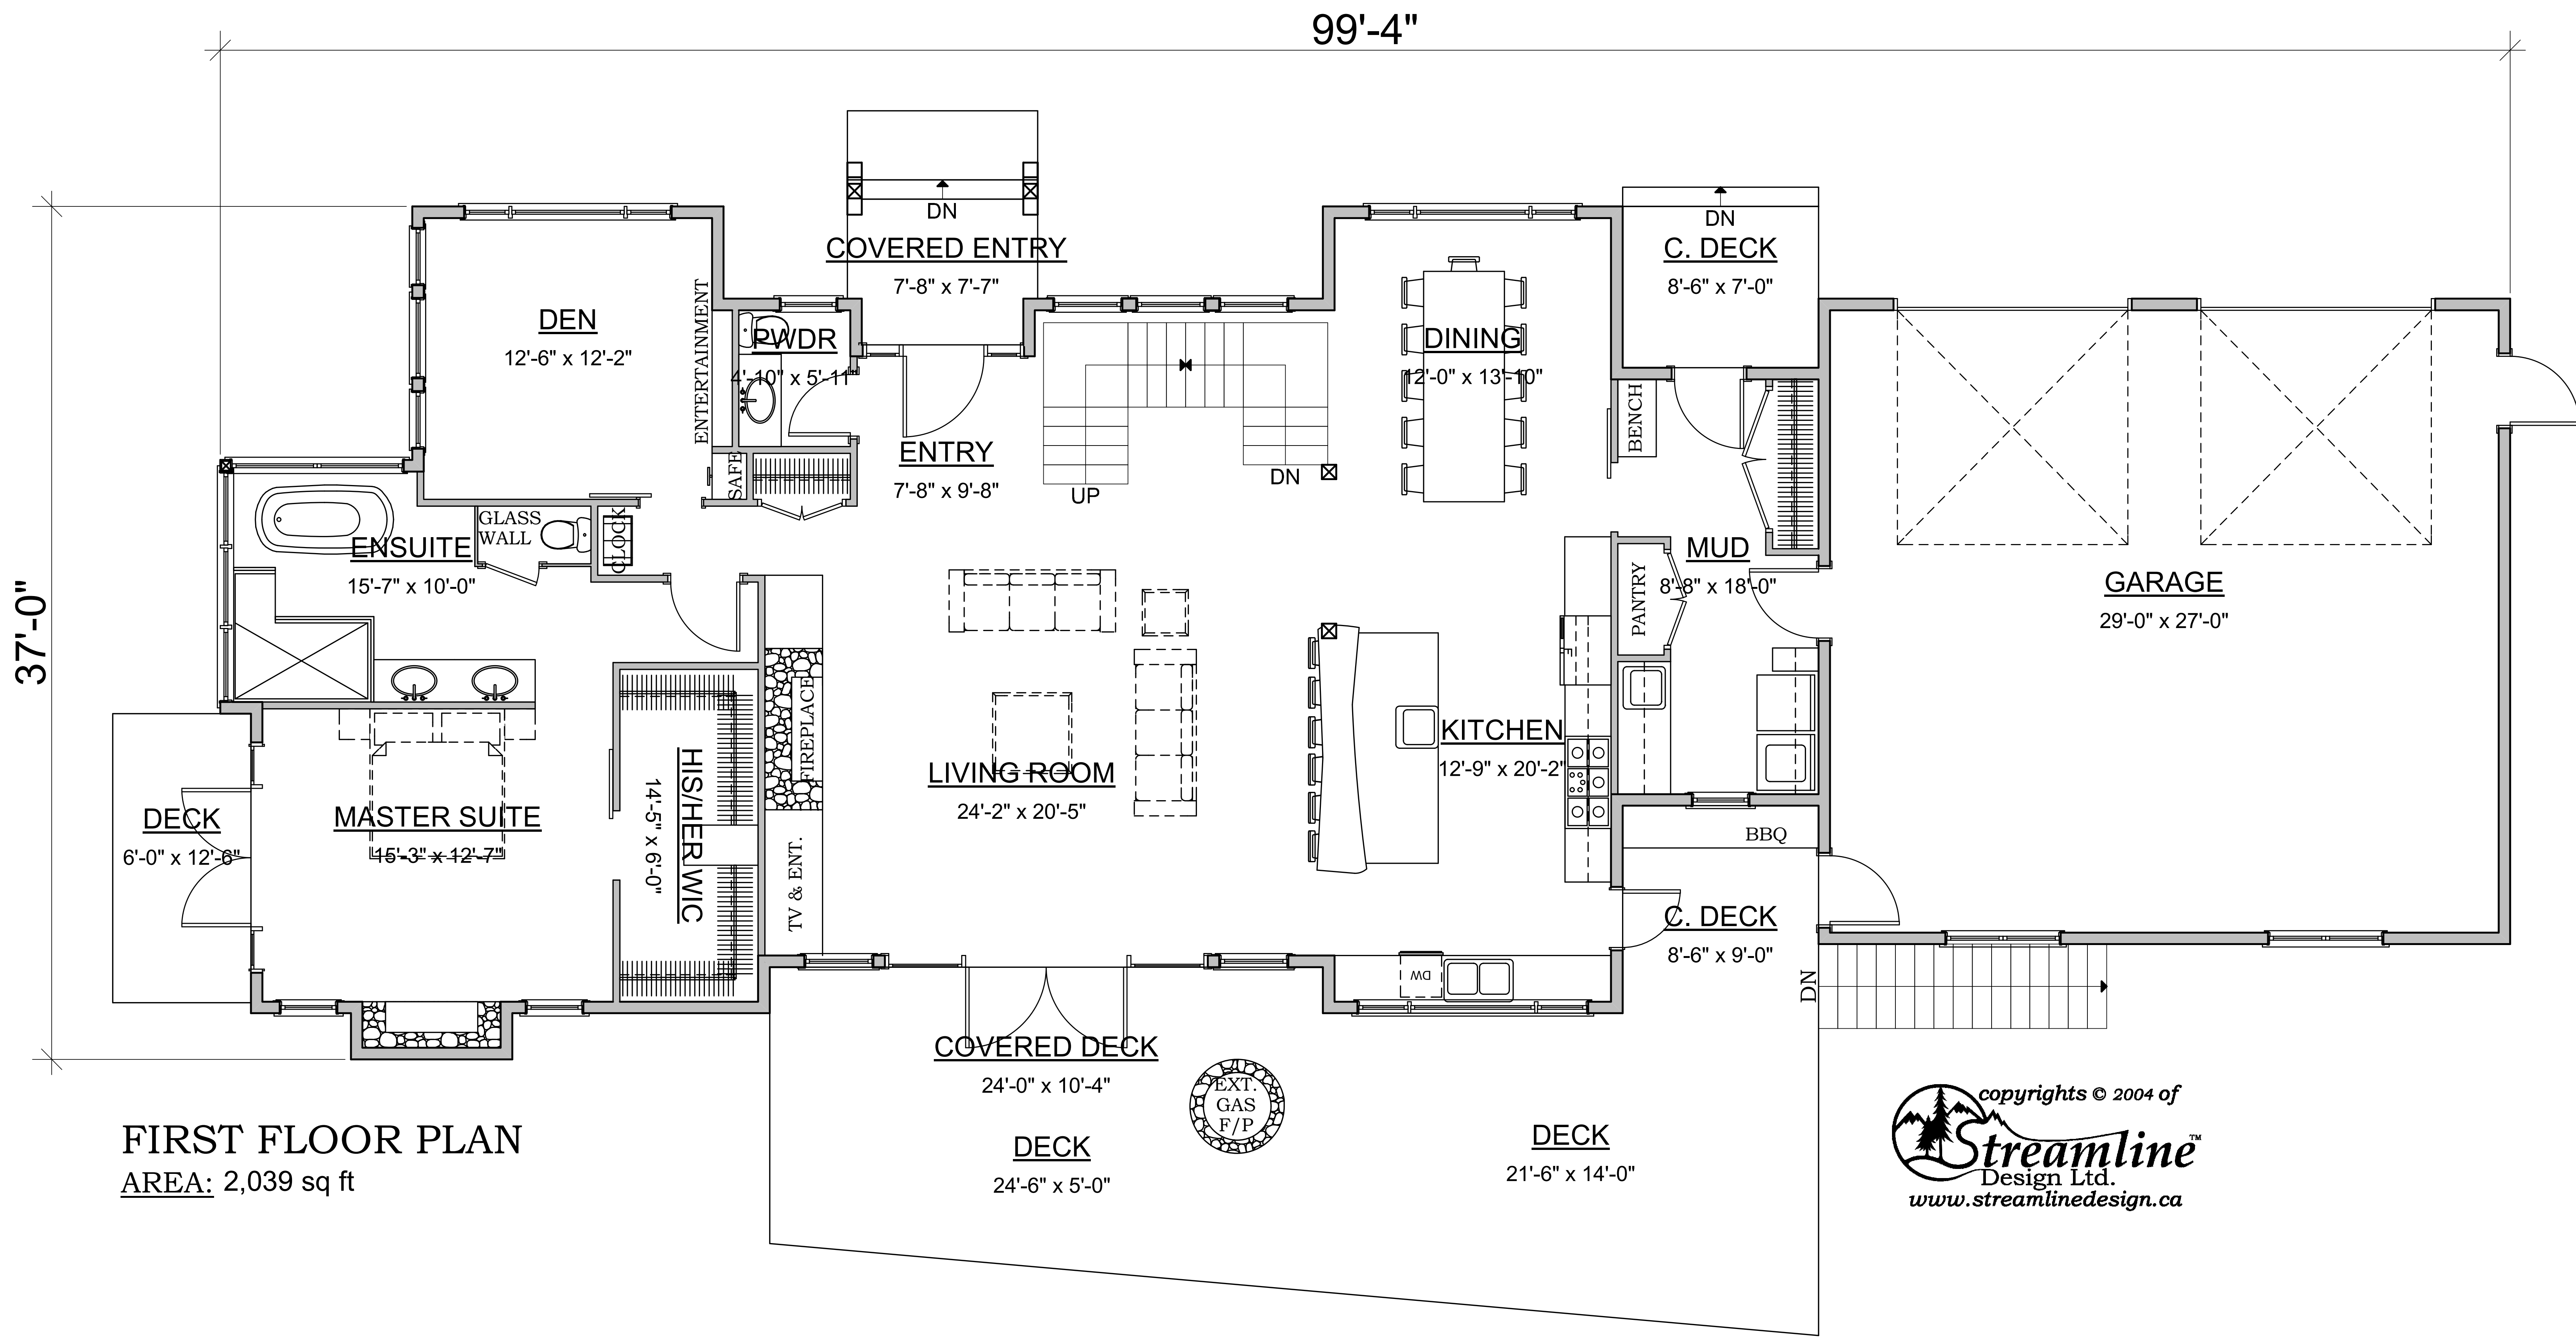 99'-4"
37'-0"
DN
COVERED ENTRY
7'-8" x 7'-7"
DN
C. DECK
8'-6" x 7'-0"
DEN
12'-6" x 12'-2"
ENTERTAINMENT
PWDR
4'-10" x 5'-11"
SAFE
ENTRY
7'-8" x 9'-8"
UP
DN
DINING
12'-0" x 13'-10"
BENCH
GLASS
WALL
CLOCK
ENSUITE
15'-7" x 10'-0"
MUD
8'-8" x 18'-0"
PANTRY
GARAGE
29'-0" x 27'-0"
FIREPLACE
LIVING ROOM
24'-2" x 20'-5"
KITCHEN
12'-9" x 20'-2"
DECK
6'-0" x 12'-6"
MASTER SUITE
15'-3" x 12'-7"
HIS/HER WIC
14'-5" x 6'-0"
TV & ENT.
BBQ
C. DECK
8'-6" x 9'-0"
DW
DN
COVERED DECK
24'-0" x 10'-4"
EXT.
GAS
F/P
DECK
24'-6" x 5'-0"
DECK
21'-6" x 14'-0"
FIRST FLOOR PLAN
AREA: 2,039 sq ft
copyrights © 2004 of
Streamline™
Design Ltd.
www.streamlinedesign.ca